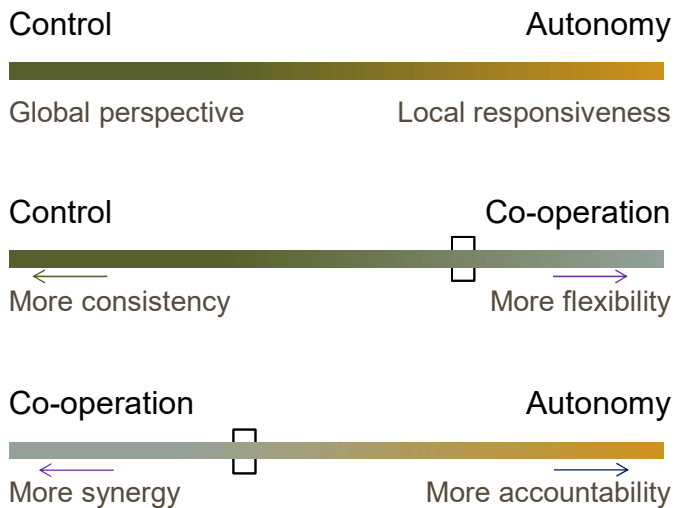 Control Autonomy
Global perspective Local responsiveness
Control Co-operation
More consistency More flexibility
Co-operation Autonomy
More synergy More accountability